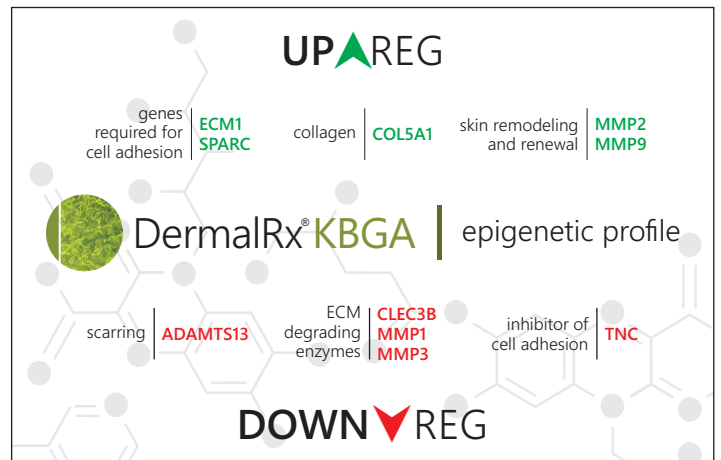 UP REG
genes
required for
cell adhesion
ECM1
SPARC
collagen
COL5A1
skin remodeling
and renewal
MMP2
MMP9
DermalRx® KBGA
epigenetic profile
scarring
ADAMTS13
ECM
degrading
enzymes
CLEC3B
MMP1
MMP3
inhibitor of
cell adhesion
TNC
DOWN REG